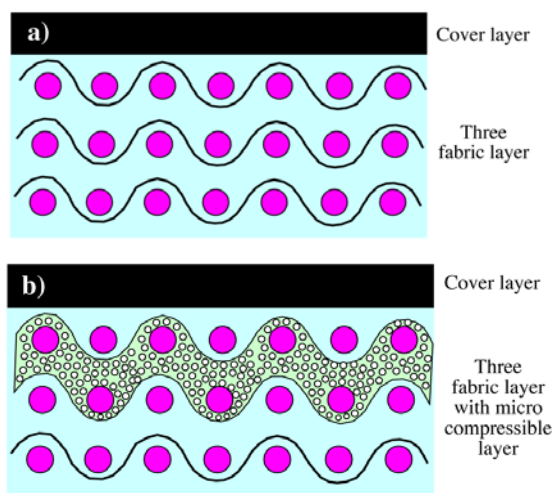 a)
Cover layer
Three
fabric layer
b)
Cover layer
Three
fabric layer
with micro
compressible
layer